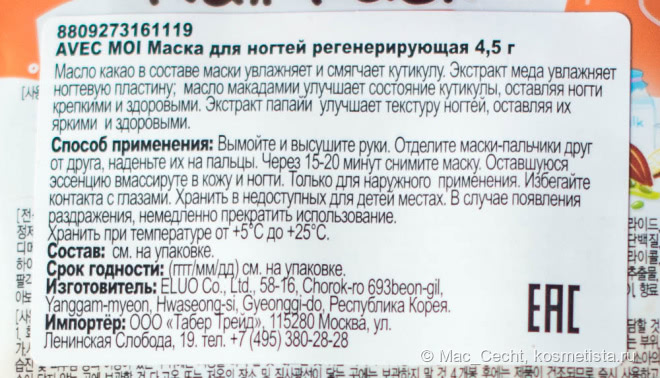 8809273161119
AVEC MOI Маска для ногтей регенерирующая 4,5 г
Масло какао в составе маски увлажняет и смягчает кутикулу. Экстракт меда увлажняет
ногтевую пластину; масло макадамии улучшает состояние кутикулы, оставляя ногти
крепкими и здоровыми. Экстракт папайи улучшает текстуру ногтей, оставляя их
яркими и здоровыми.
Способ применения: Вымойте и высушите руки. Отделите маски-пальчики друг
от друга, наденьте их на пальцы. Через 15-20 минут снимите маску. Оставшуюся
эссенцию вмассируте в кожу и ногти. Только для наружного применения. Избегайте
контакта с глазами. Хранить в недоступных для детей местах. В случае появления
раздражения, немедленно прекратить использование.
Хранить при температуре от +5°C до +25°C.
Состав: см. на упаковке.
Срок годности: (гггг/мм/дд) см. на упаковке.
Изготовитель: ELUO Co., Ltd., 58-16, Chorok-ro 693beon-gil,
Yanggam-myeon, Hwaseong-si, Gyeonggi-do, Республика Корея.
Импортёр: ООО «Табер Трейд», 115280 Москва, ул.
Ленинская Слобода, 19. тел. +7 (495) 380-28-28
EAC
© Mac_Cecht, kosmetista.ru